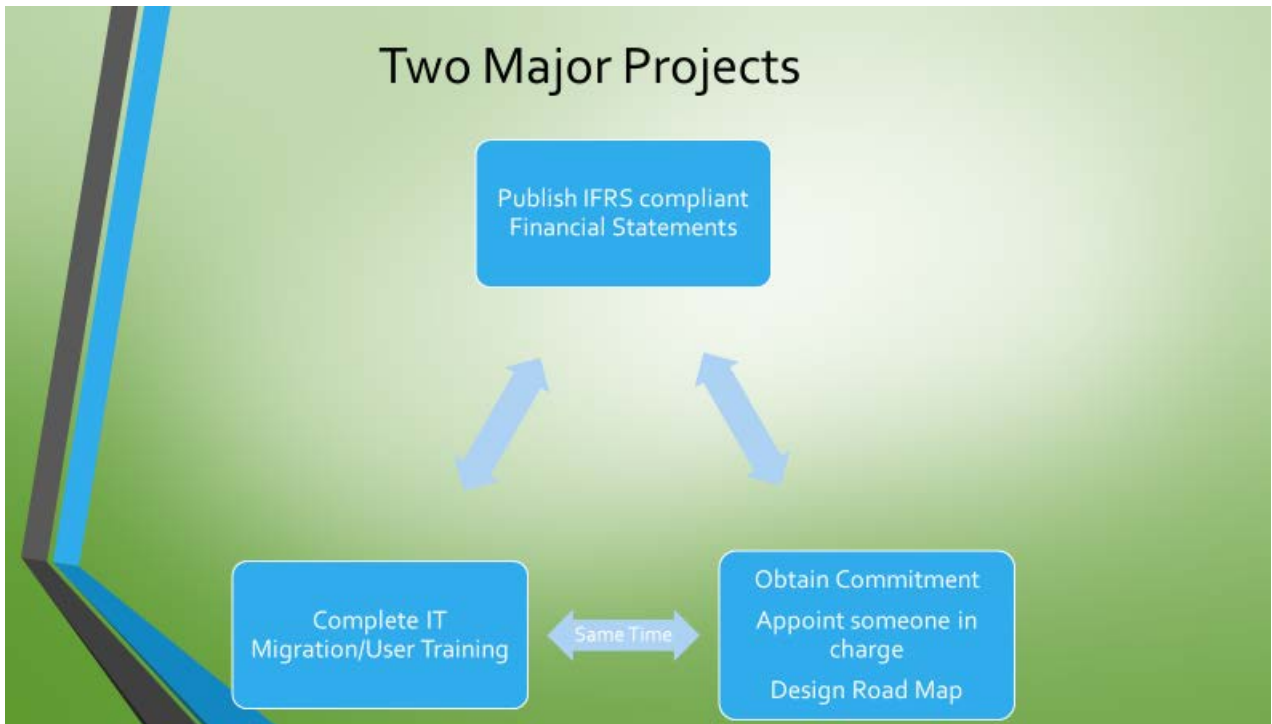 Two Major Projects
Publish IFRS compliant
Financial Statements
Complete IT
Migration/User Training
Same Time
Obtain Commitment
Appoint someone in
charge
Design Road Map